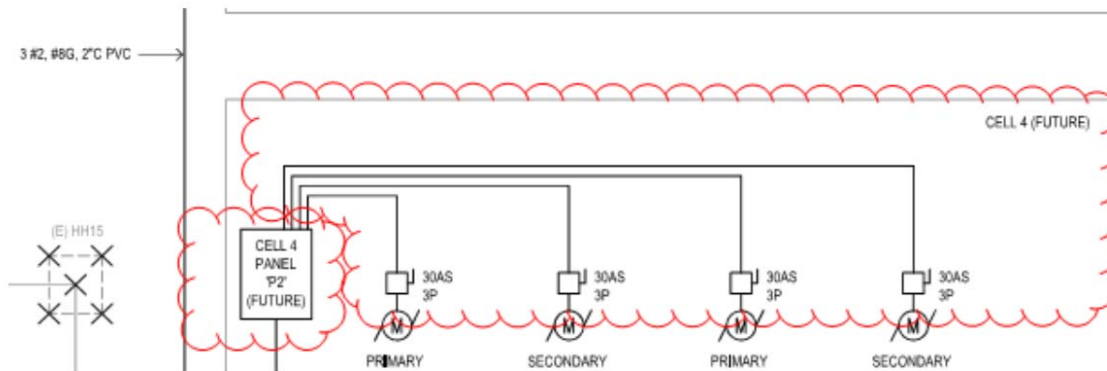 3 #2, #8G, 2"C PVC
CELL 4 (FUTURE)
(E) HH15
CELL 4
PANEL
'P2'
(FUTURE)
30AS
3P
30AS
3P
30AS
3P
30AS
3P
M
M
M
M
PRIMARY
SECONDARY
PRIMARY
SECONDARY